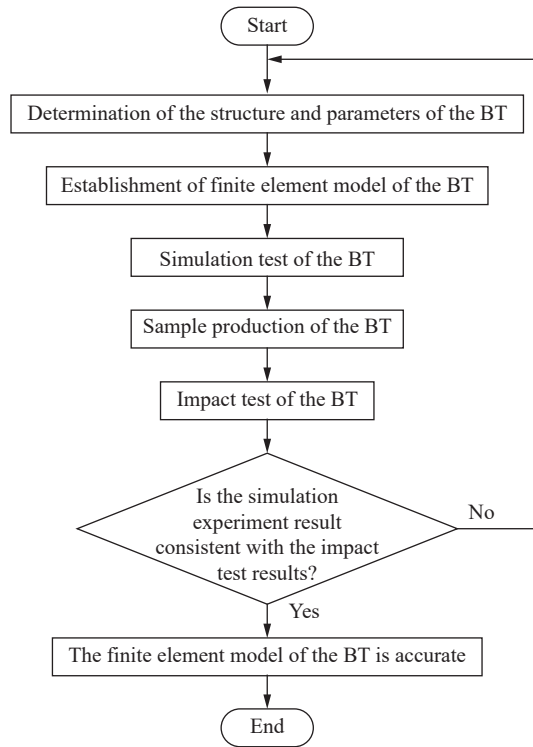 Start
Determination of the structure and parameters of the BT
Establishment of finite element model of the BT
Simulation test of the BT
Sample production of the BT
Impact test of the BT
Is the simulation
experiment result
consistent with the impact
test results?
No
Yes
The finite element model of the BT is accurate
End